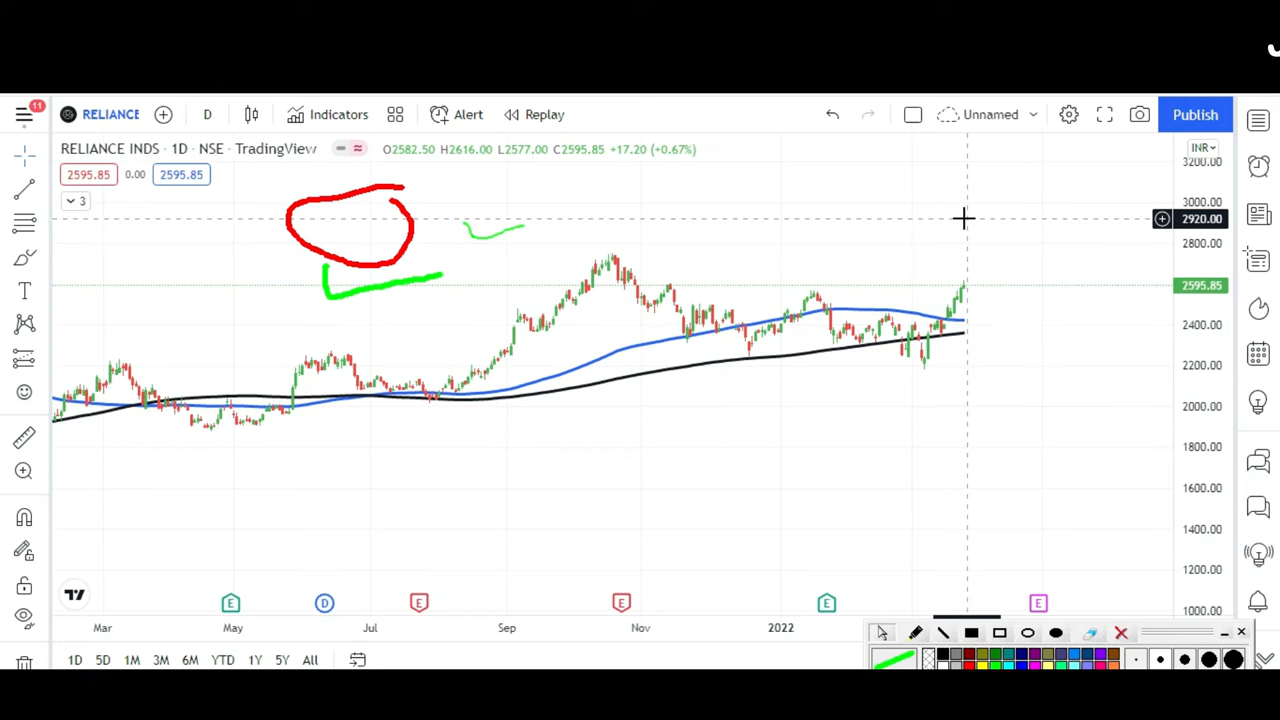 11
RELIANCE D Indicators Alert Replay Unnamed Publish
RELIANCE INDS · 1D · NSE · TradingView O2582.50 H2616.00 L2577.00 C2595.85 +17.20 (+0.67%)
INR
2595.85 0.00 2595.85
3
3200.00
3000.00
2920.00
2800.00
2595.85
2400.00
2200.00
2000.00
1800.00
1600.00
1400.00
1200.00
1000.00
E D E E E E
Mar May Jul Sep Nov 2022
1D 5D 1M 3M 6M YTD 1Y 5Y All